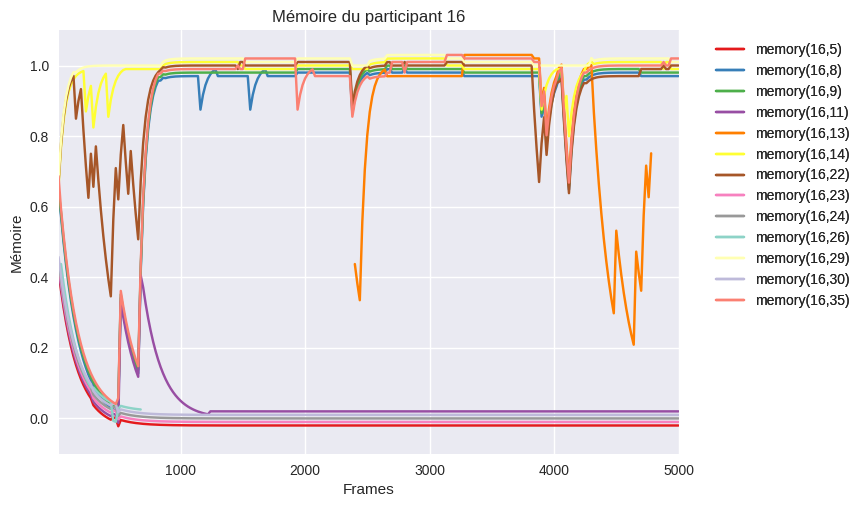 Mémoire du participant 16
Mémoire
1.0
0.8
0.6
0.4
0.2
0.0
1000
2000
3000
4000
5000
Frames
memory(16,5)
memory(16,8)
memory(16,9)
memory(16,11)
memory(16,13)
memory(16,14)
memory(16,22)
memory(16,23)
memory(16,24)
memory(16,26)
memory(16,29)
memory(16,30)
memory(16,35)